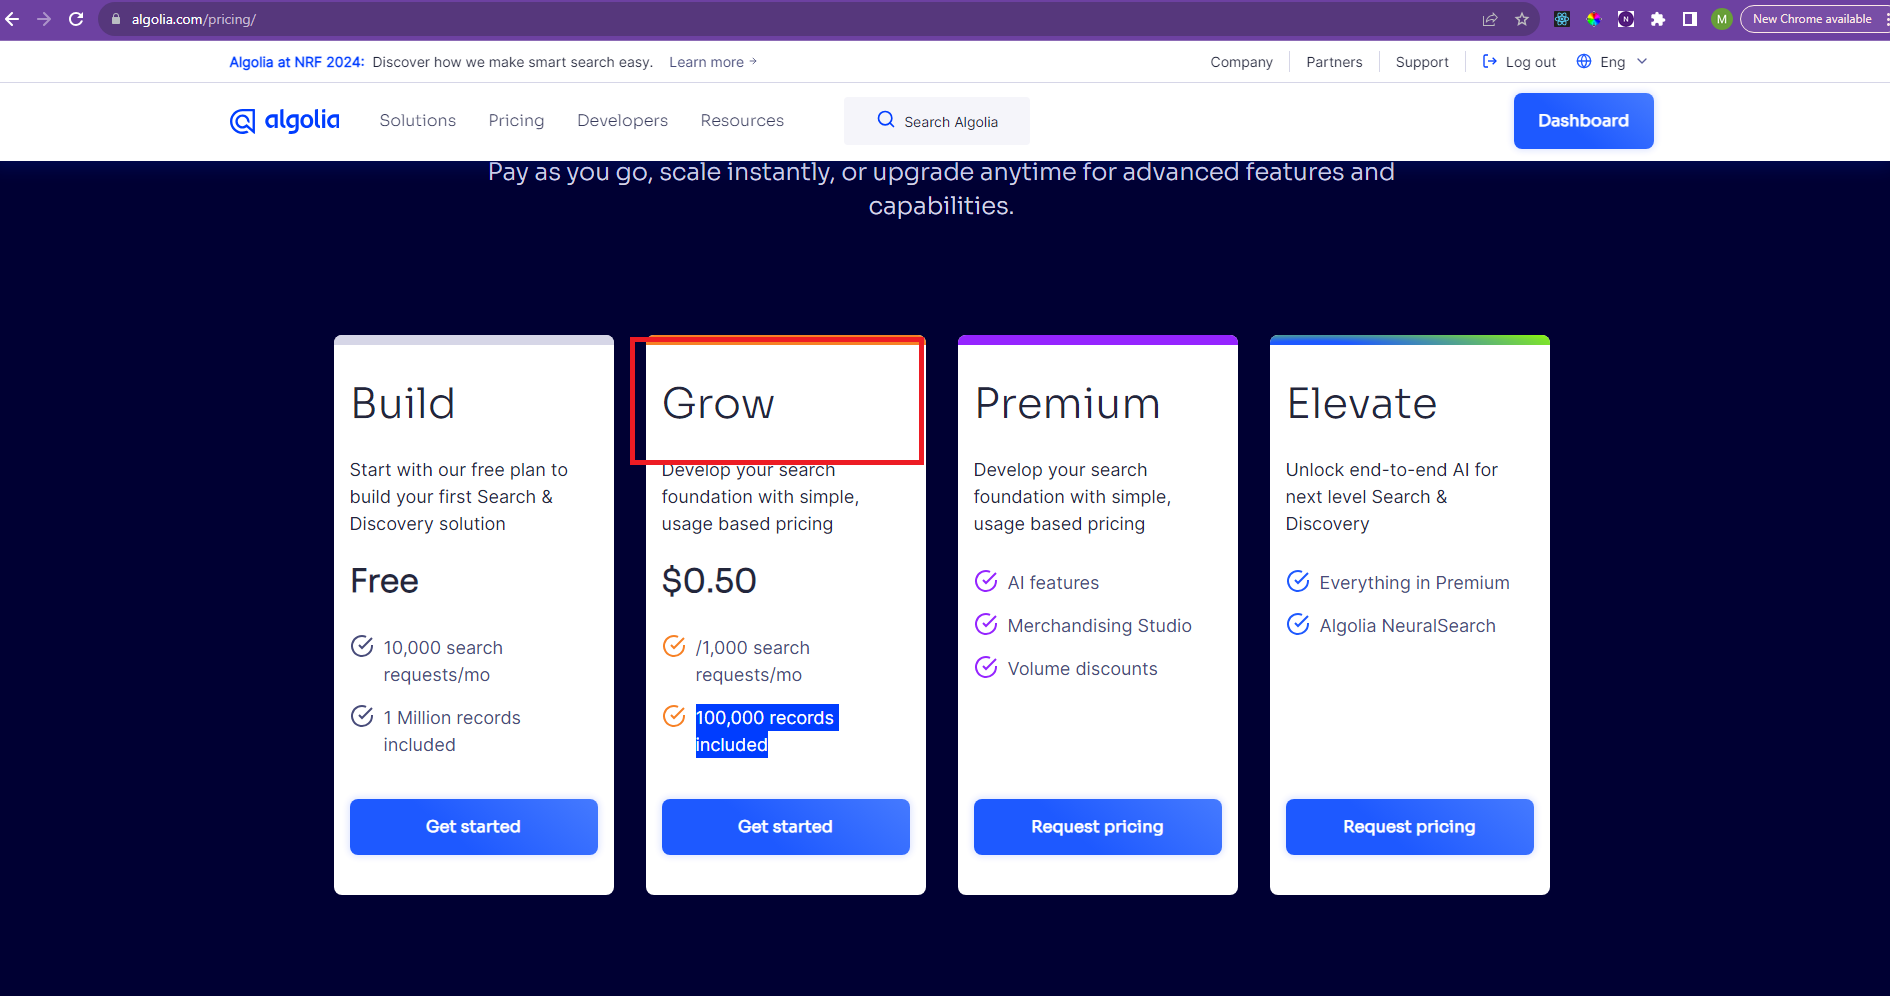 algolia.com/pricing/
M
New Chrome available
Algolia at NRF 2024: Discover how we make smart search easy. Learn more
Company
Partners
Support
Log out
Eng
algolia
Solutions
Pricing
Developers
Resources
Search Algolia
Dashboard
Pay as you go, scale instantly, or upgrade anytime for advanced features and
capabilities.
Build
Start with our free plan to
build your first Search &
Discovery solution
Free
10,000 search
requests/mo
1 Million records
included
Get started
Grow
Develop your search
foundation with simple,
usage based pricing
$0.50
/1,000 search
requests/mo
100,000 records
included
Get started
Premium
Develop your search
foundation with simple,
usage based pricing
AI features
Merchandising Studio
Volume discounts
Request pricing
Elevate
Unlock end-to-end AI for
next level Search &
Discovery
Everything in Premium
Algolia NeuralSearch
Request pricing